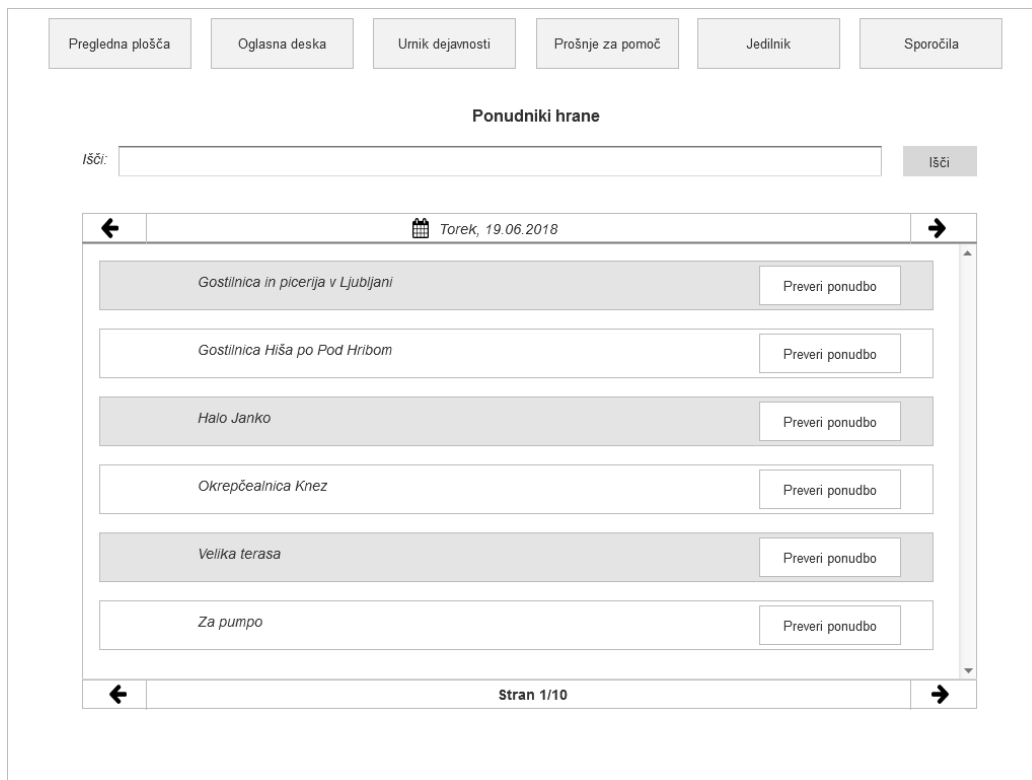 Pregledna plošča
Oglasna deska
Urnik dejavnosti
Prošnje za pomoč
Jedilnik
Sporočila
Ponudniki hrane
Išči:
Išči
Torek, 19.06.2018
Gostilnica in picerija v Ljubljani
Preveri ponudbo
Gostilnica Hiša po Pod Hribom
Preveri ponudbo
Halo Janko
Preveri ponudbo
Okrepčealnica Knez
Preveri ponudbo
Velika terasa
Preveri ponudbo
Za pumpo
Preveri ponudbo
Stran 1/10